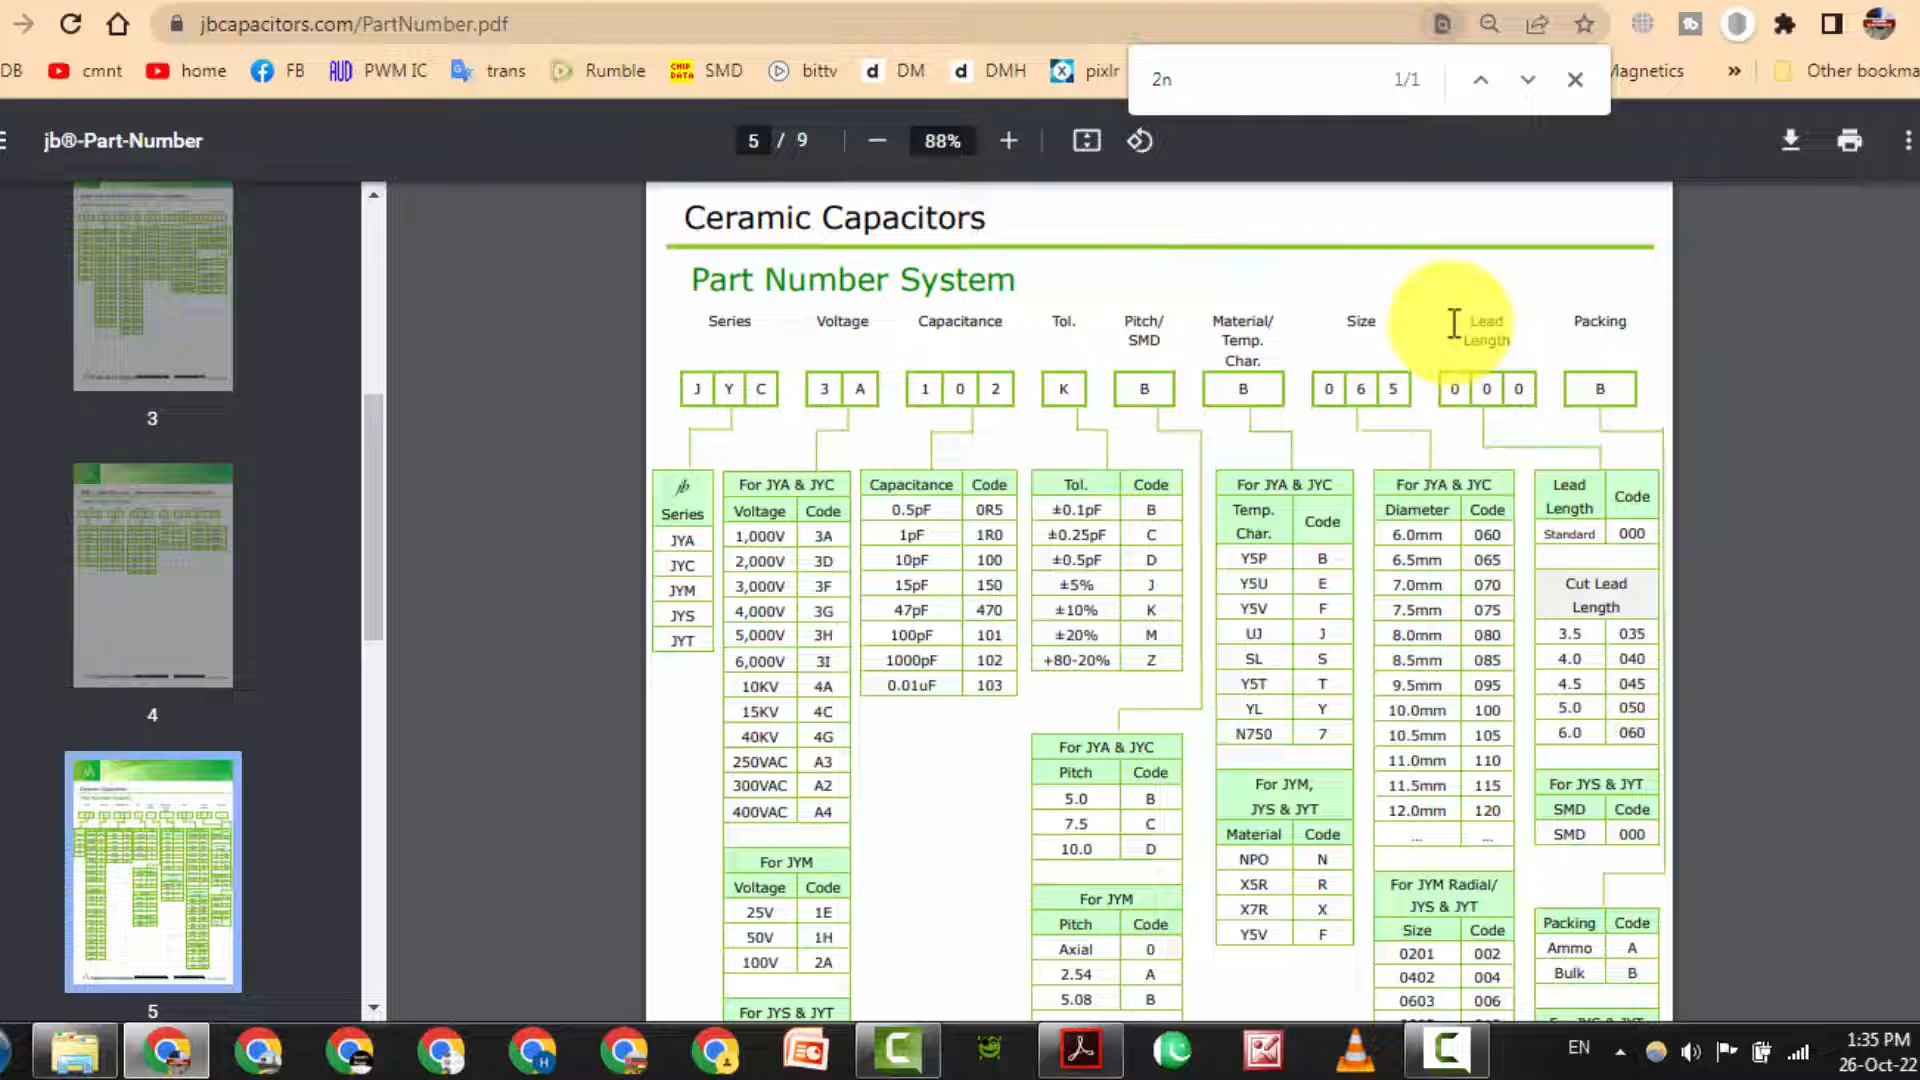 jbcapacitors.com/PartNumber.pdf
DB cmnt home FB AUD PWM IC trans Rumble CHIP DATA SMD bittv d DM d DMH pixlr Magnetics » Other bookma
2n 1/1
jb®-Part-Number 5 / 9 88%
3
4
5
Ceramic Capacitors
Part Number System
Series Voltage Capacitance Tol. Pitch/ SMD Material/ Temp. Char. Size Lead Length Packing
J Y C 3 A 1 0 2 K B B 0 6 5 0 0 0 B
jb Series
JYA
JYC
JYM
JYS
JYT
For JYA & JYC
Voltage Code
1,000V 3A
2,000V 3D
3,000V 3F
4,000V 3G
5,000V 3H
6,000V 3I
10KV 4A
15KV 4C
40KV 4G
250VAC A3
300VAC A2
400VAC A4
For JYM
Voltage Code
25V 1E
50V 1H
100V 2A
For JYS & JYT
Capacitance Code
0.5pF 0R5
1pF 1R0
10pF 100
15pF 150
47pF 470
100pF 101
1000pF 102
0.01uF 103
Tol. Code
±0.1pF B
±0.25pF C
±0.5pF D
±5% J
±10% K
±20% M
+80-20% Z
For JYA & JYC
Pitch Code
5.0 B
7.5 C
10.0 D
For JYM
Pitch Code
Axial 0
2.54 A
5.08 B
For JYA & JYC
Temp. Char. Code
Y5P B
Y5U E
Y5V F
UJ J
SL S
Y5T T
YL Y
N750 7
For JYM,
JYS & JYT
Material Code
NPO N
X5R R
X7R X
Y5V F
For JYA & JYC
Diameter Code
6.0mm 060
6.5mm 065
7.0mm 070
7.5mm 075
8.0mm 080
8.5mm 085
9.5mm 095
10.0mm 100
10.5mm 105
11.0mm 110
11.5mm 115
12.0mm 120
... ...
For JYM Radial/
JYS & JYT
Size Code
0201 002
0402 004
0603 006
Lead Length Code
Standard 000
Cut Lead
Length
3.5 035
4.0 040
4.5 045
5.0 050
6.0 060
For JYS & JYT
SMD Code
SMD 000
Packing Code
Ammo A
Bulk B
EN 1:35 PM
26-Oct-22